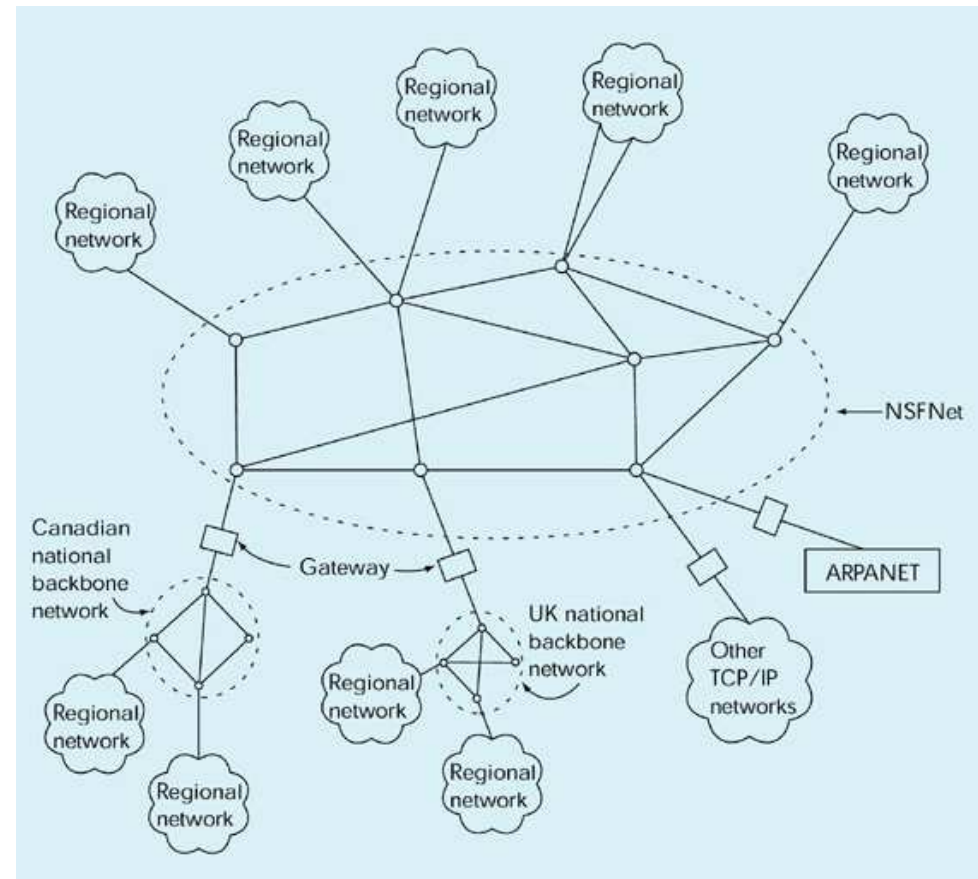 Regional
network
Regional
network
Regional
network
Regional
network
Regional
network
NSFNet
Canadian
national
backbone
network
Gateway
ARPANET
UK national
backbone
network
Other
TCP/IP
networks
Regional
network
Regional
network
Regional
network
Regional
network